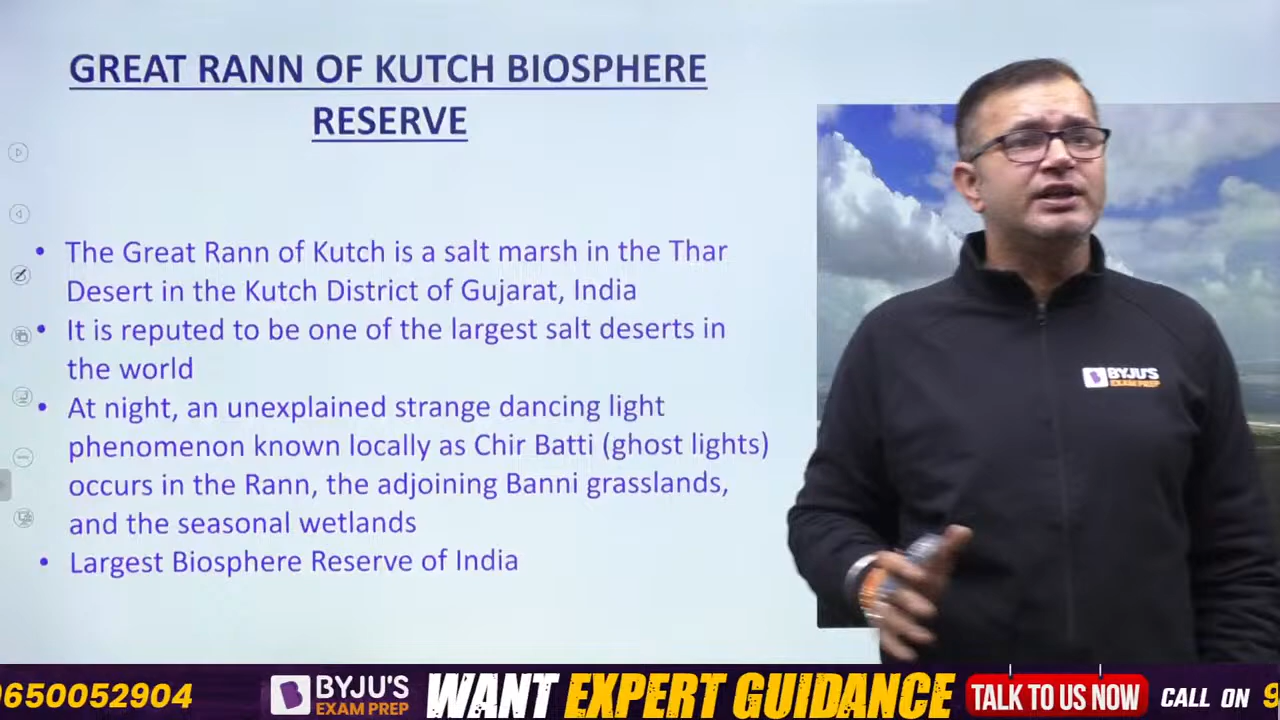 GREAT RANN OF KUTCH BIOSPHERE
RESERVE
• The Great Rann of Kutch is a salt marsh in the Thar
Desert in the Kutch District of Gujarat, India
• It is reputed to be one of the largest salt deserts in
the world
• At night, an unexplained strange dancing light
phenomenon known locally as Chir Batti (ghost lights)
occurs in the Rann, the adjoining Banni grasslands,
and the seasonal wetlands
• Largest Biosphere Reserve of India
BYJU'S
EXAM PREP
650052904
BYJU'S
EXAM PREP
WANT EXPERT GUIDANCE
TALK TO US NOW
CALL ON 9